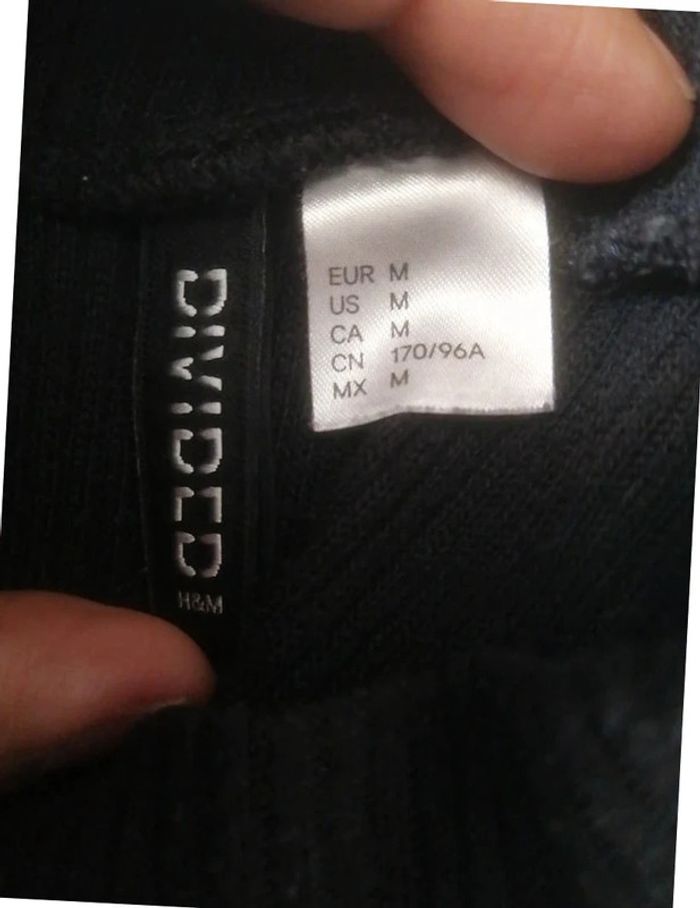 DIVIDED
H&M
EUR M
US M
CA M
CN 170/96A
MX M